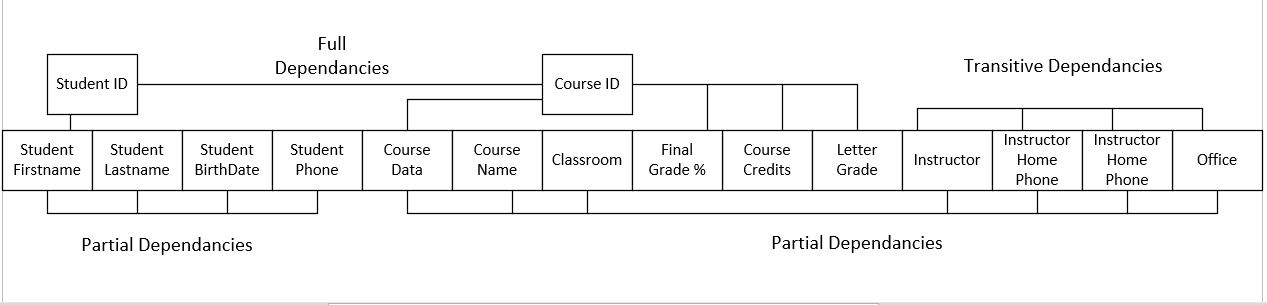 Full
Dependancies
Transitive Dependancies
Student ID
Course ID
Student
Firstname
Student
Lastname
Student
BirthDate
Student
Phone
Course
Data
Course
Name
Classroom
Final
Grade %
Course
Credits
Letter
Grade
Instructor
Instructor
Home
Phone
Instructor
Home
Phone
Office
Partial Dependancies
Partial Dependancies